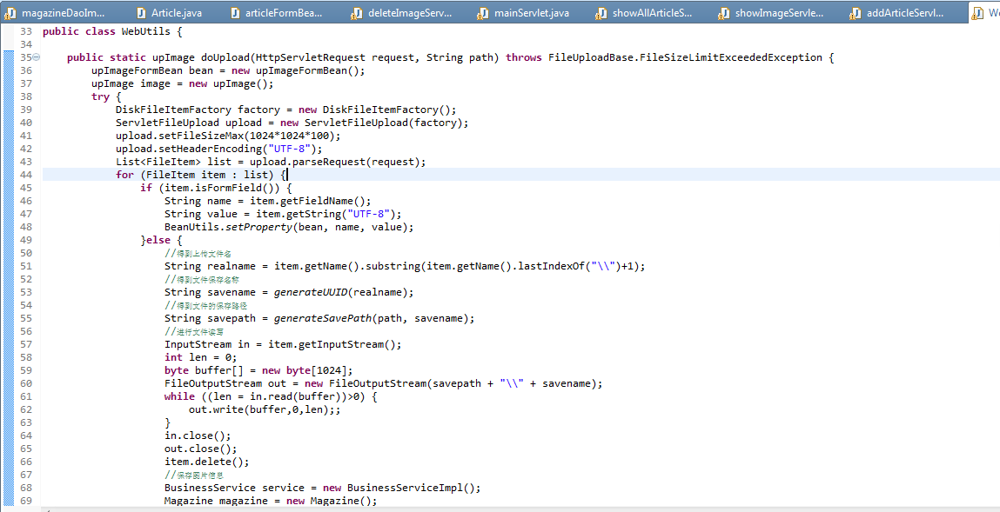 magazineDaoIm...
Article.java
articleFormBea...
deleteImageServ...
mainServlet.java
showAllArticleS...
showImageServle...
addArticleServl...
We
33 public class WebUtils {
34
35 public static upImage doUpload(HttpServletRequest request, String path) throws FileUploadBase.FileSizeLimitExceededException {
36 upImageFormBean bean = new upImageFormBean();
37 upImage image = new upImage();
38 try {
39 DiskFileItemFactory factory = new DiskFileItemFactory();
40 ServletFileUpload upload = new ServletFileUpload(factory);
41 upload.setFileSizeMax(1024*1024*100);
42 upload.setHeaderEncoding("UTF-8");
43 List<FileItem> list = upload.parseRequest(request);
44 for (FileItem item : list) {
45 if (item.isFormField()) {
46 String name = item.getFieldName();
47 String value = item.getString("UTF-8");
48 BeanUtils.setProperty(bean, name, value);
49 }else {
50 //得到上传文件名
51 String realname = item.getName().substring(item.getName().lastIndexOf("\\")+1);
52 //得到文件保存名称
53 String savename = generateUUID(realname);
54 //得到文件的保存路径
55 String savepath = generateSavePath(path, savename);
56 //进行文件读写
57 InputStream in = item.getInputStream();
58 int len = 0;
59 byte buffer[] = new byte[1024];
60 FileOutputStream out = new FileOutputStream(savepath + "\\" + savename);
61 while ((len = in.read(buffer))>0) {
62 out.write(buffer,0,len);;
63 }
64 in.close();
65 out.close();
66 item.delete();
67 //保存图片信息
68 BusinessService service = new BusinessServiceImpl();
69 Magazine magazine = new Magazine();